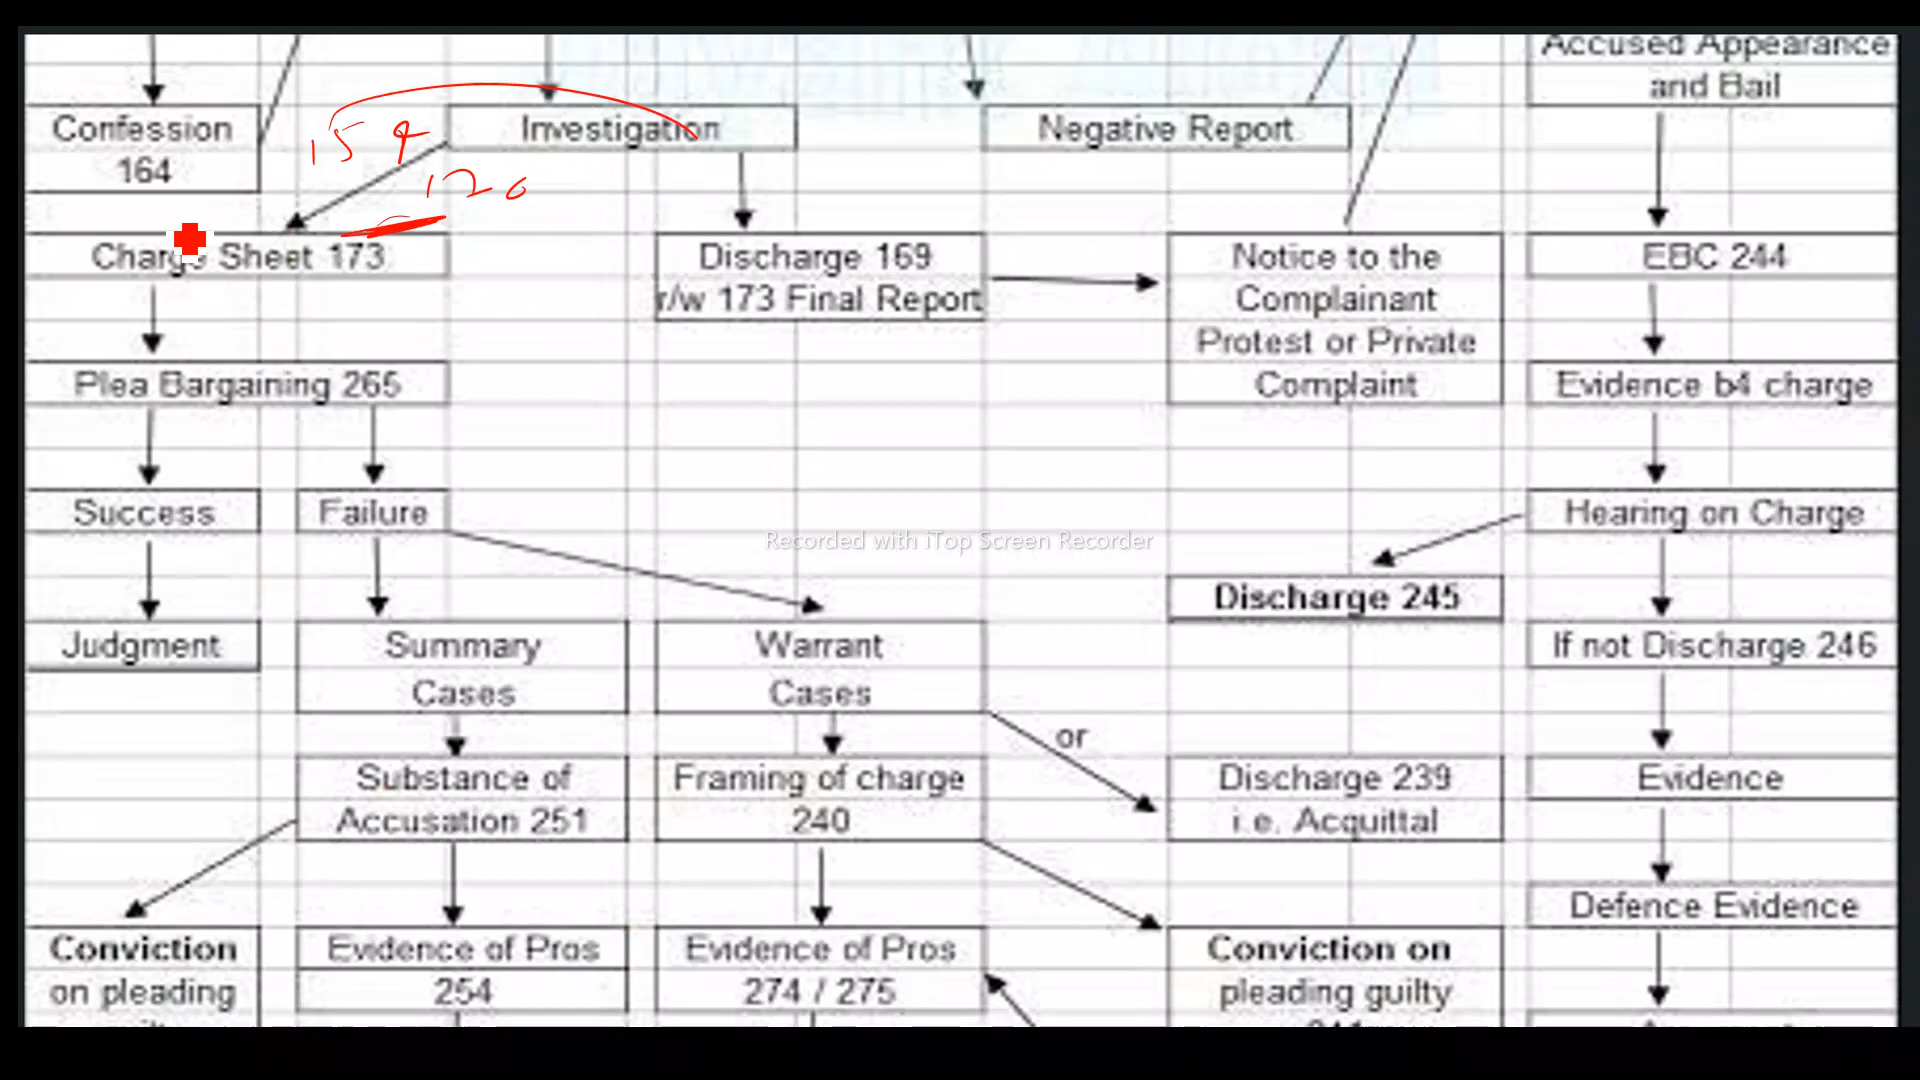 Accused Appearance
and Bail
Confession
164
Investigation
Negative Report
154
Charge Sheet 173
Discharge 169
r/w 173 Final Report
Notice to the
Complainant
Protest or Private
Complaint
EBC 244
Plea Bargaining 265
Evidence b4 charge
Success
Failure
Hearing on Charge
Recorded with iTop Screen Recorder
Discharge 245
Judgment
Summary
Cases
Warrant
Cases
If not Discharge 246
or
Substance of
Accusation 251
Framing of charge
240
Discharge 239
i.e. Acquittal
Evidence
Defence Evidence
Conviction
on pleading
Evidence of Pros
254
Evidence of Pros
274 / 275
Conviction on
pleading guilty